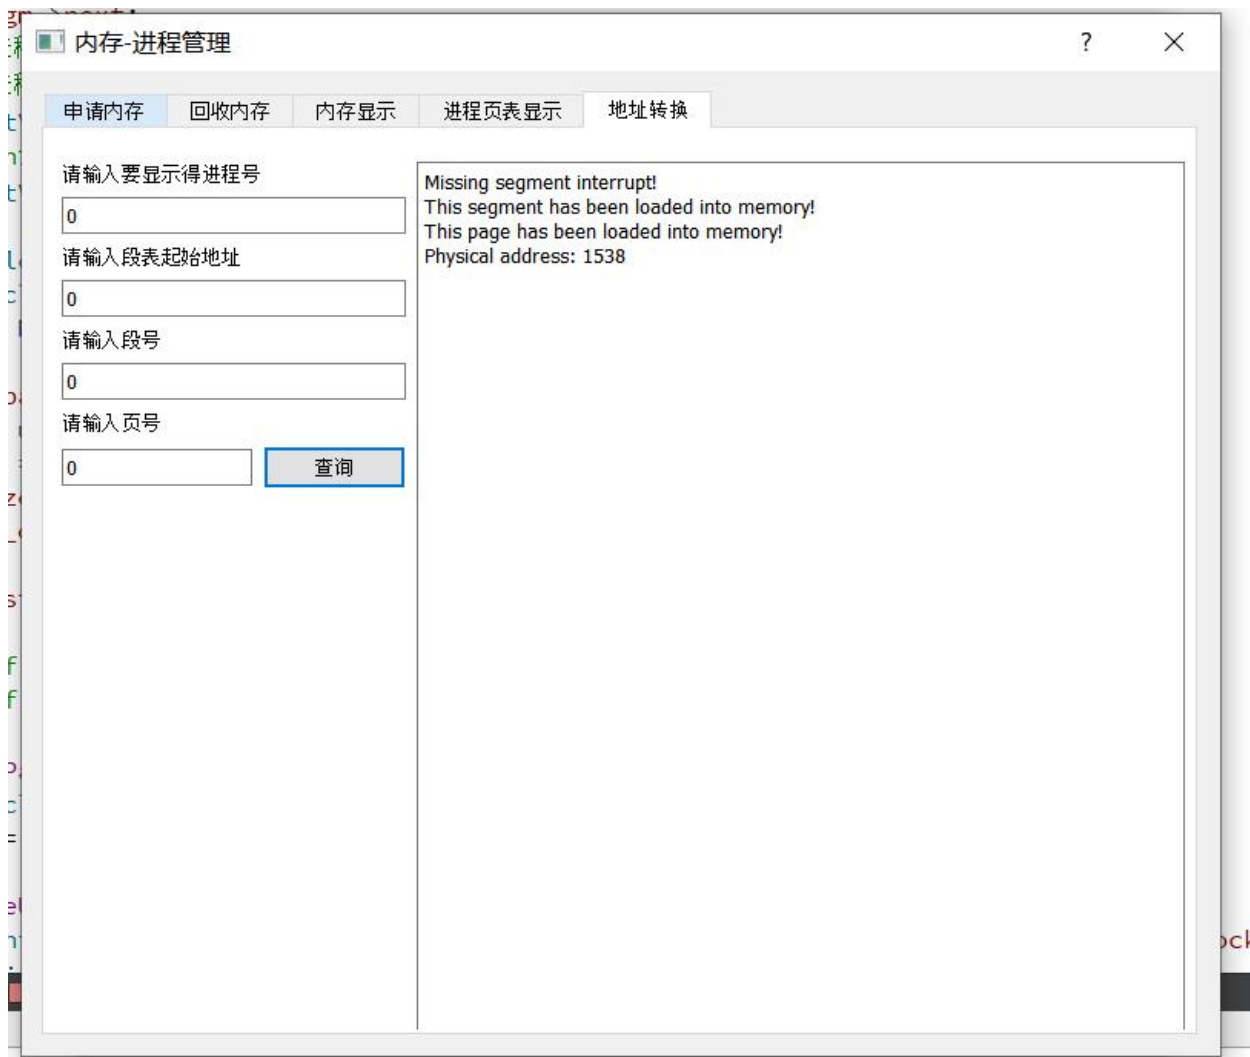 内存-进程管理
?
申请内存 回收内存 内存显示 进程页表显示 地址转换
请输入要显示得进程号
0
请输入段表起始地址
0
请输入段号
0
请输入页号
0 查询
Missing segment interrupt!
This segment has been loaded into memory!
This page has been loaded into memory!
Physical address: 1538